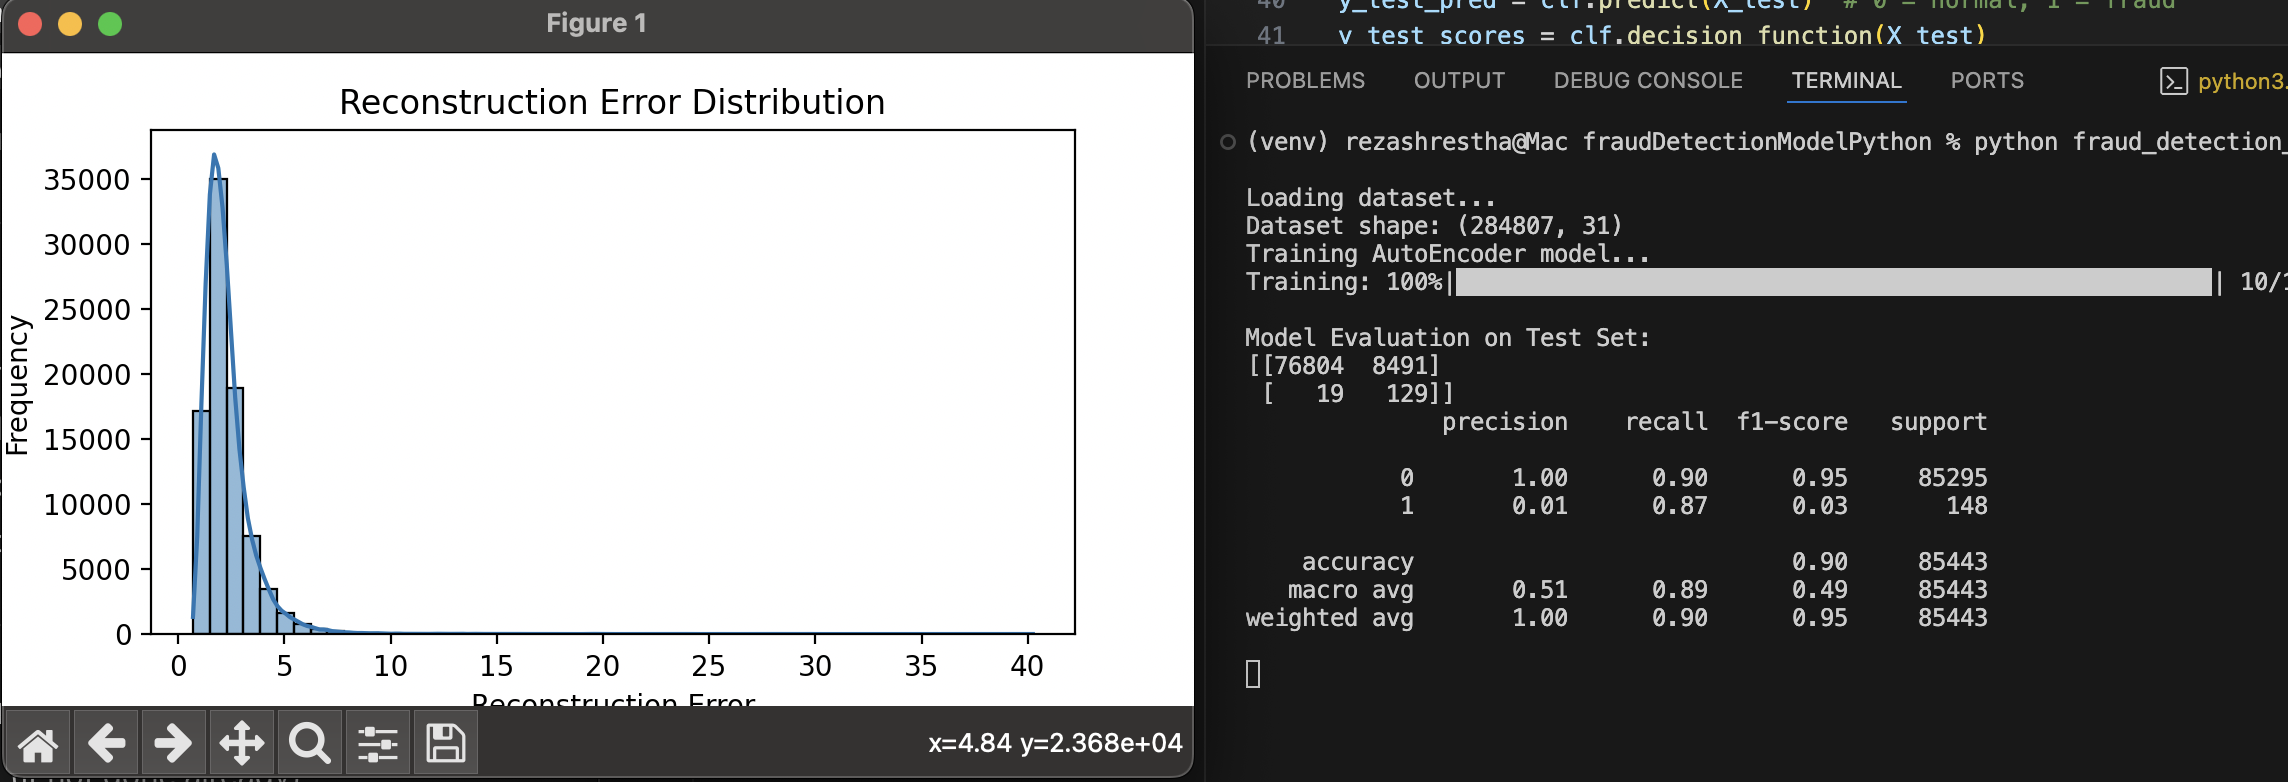 Figure 1
Reconstruction Error Distribution
Frequency
35000
30000
25000
20000
15000
10000
5000
0
0 5 10 15 20 25 30 35 40
Reconstruction Error
x=4.84 y=2.368e+04
40 y_test_pred = clf.predict(X_test) # 0 = normal, 1 = fraud
41 y_test_scores = clf.decision_function(X_test)
PROBLEMS OUTPUT DEBUG CONSOLE TERMINAL PORTS python3.
(venv) rezashrestha@Mac fraudDetectionModelPython % python fraud_detection_
Loading dataset...
Dataset shape: (284807, 31)
Training AutoEncoder model...
Training: 100%| | 10/1
Model Evaluation on Test Set:
[[76804 8491]
[ 19 129]]
precision recall f1-score support
0 1.00 0.90 0.95 85295
1 0.01 0.87 0.03 148
accuracy 0.90 85443
macro avg 0.51 0.89 0.49 85443
weighted avg 1.00 0.90 0.95 85443